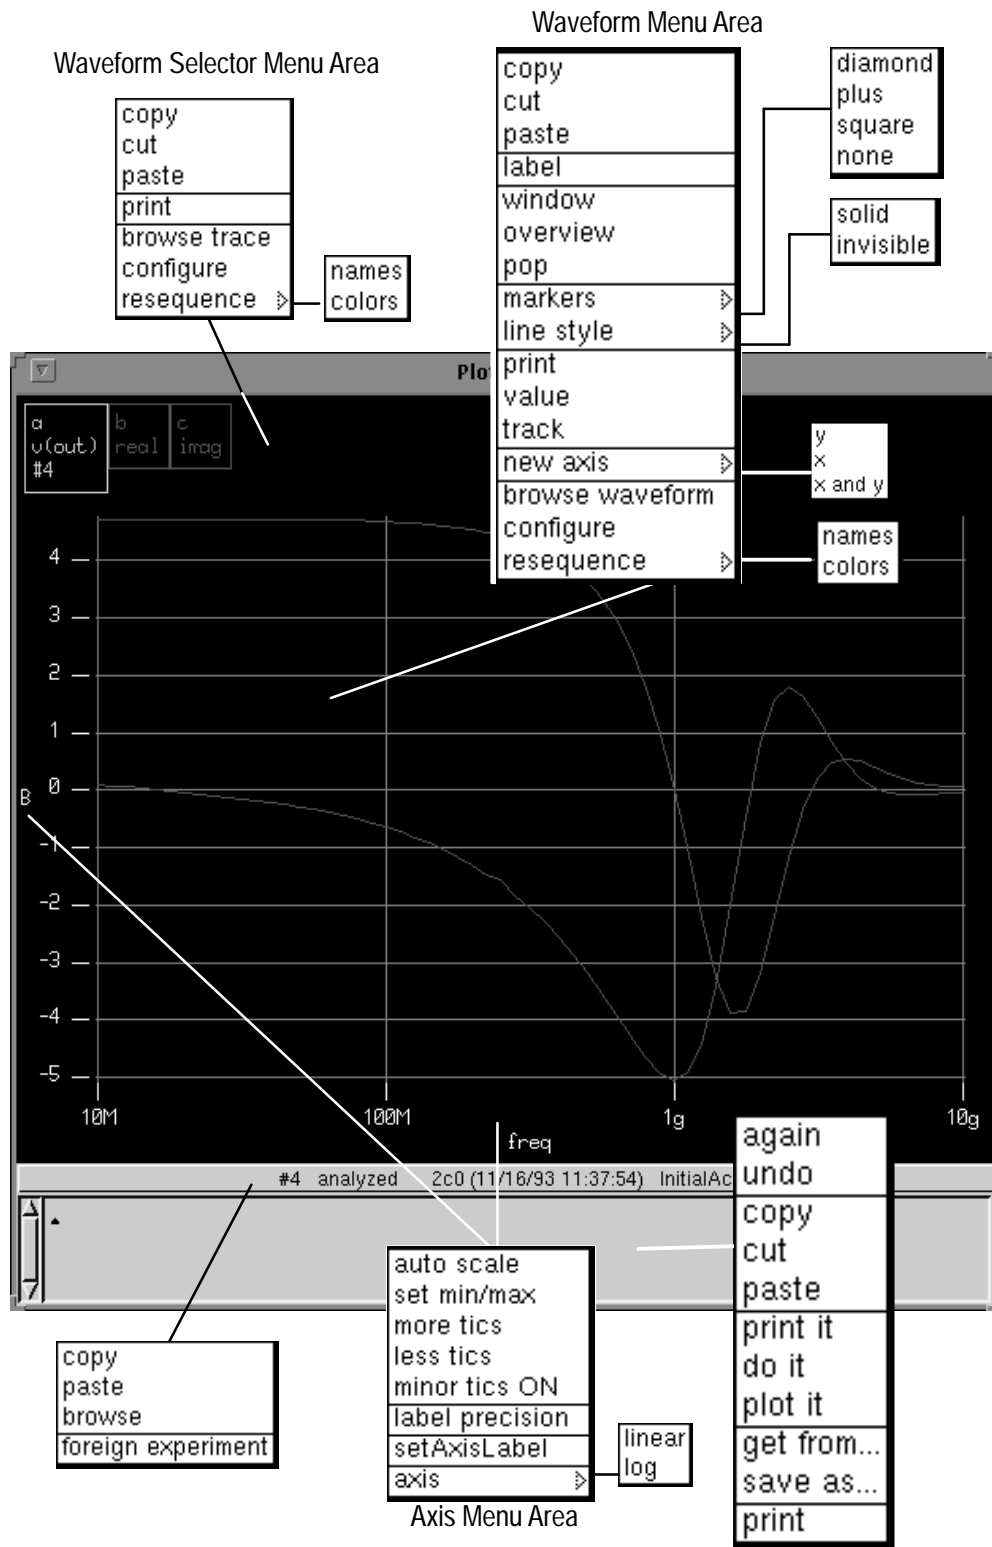 Waveform Menu Area
Waveform Selector Menu Area
copy
cut
paste
print
browse trace
configure
resequence
names
colors
copy
cut
paste
label
window
overview
pop
markers
line style
print
value
track
new axis
browse waveform
configure
resequence
diamond
plus
square
none
solid
invisible
y
x
x and y
names
colors
Plo
a
v(out)
#4
b
real
c
imag
4
3
2
1
0
B
-1
-2
-3
-4
-5
10M
100M
1g
10g
freq
#4 analyzed 2c0 (11/16/93 11:37:54) InitialAc
copy
paste
browse
foreign experiment
auto scale
set min/max
more tics
less tics
minor tics ON
label precision
setAxisLabel
axis
linear
log
Axis Menu Area
again
undo
copy
cut
paste
print it
do it
plot it
get from...
save as...
print